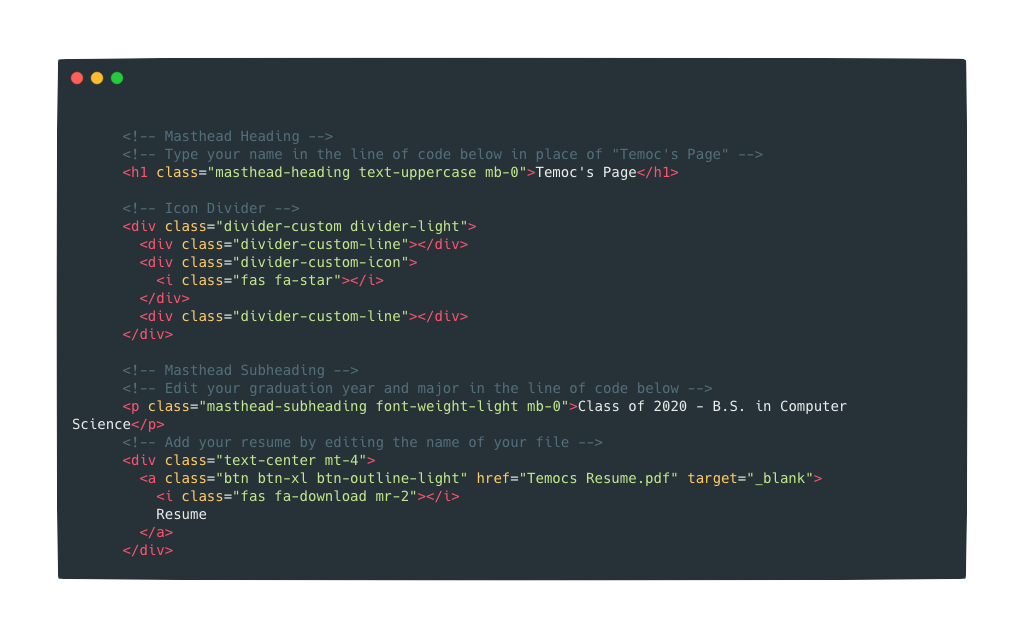 <!-- Masthead Heading -->
<!-- Type your name in the line of code below in place of "Temoc's Page" -->
<h1 class="masthead-heading text-uppercase mb-0">Temoc's Page</h1>
<!-- Icon Divider -->
<div class="divider-custom divider-light">
<div class="divider-custom-line"></div>
<div class="divider-custom-icon">
<i class="fas fa-star"></i>
</div>
<div class="divider-custom-line"></div>
</div>
<!-- Masthead Subheading -->
<!-- Edit your graduation year and major in the line of code below -->
<p class="masthead-subheading font-weight-light mb-0">Class of 2020 - B.S. in Computer
Science</p>
<!-- Add your resume by editing the name of your file -->
<div class="text-center mt-4">
<a class="btn btn-xl btn-outline-light" href="Temocs Resume.pdf" target="_blank">
<i class="fas fa-download mr-2"></i>
Resume
</a>
</div>